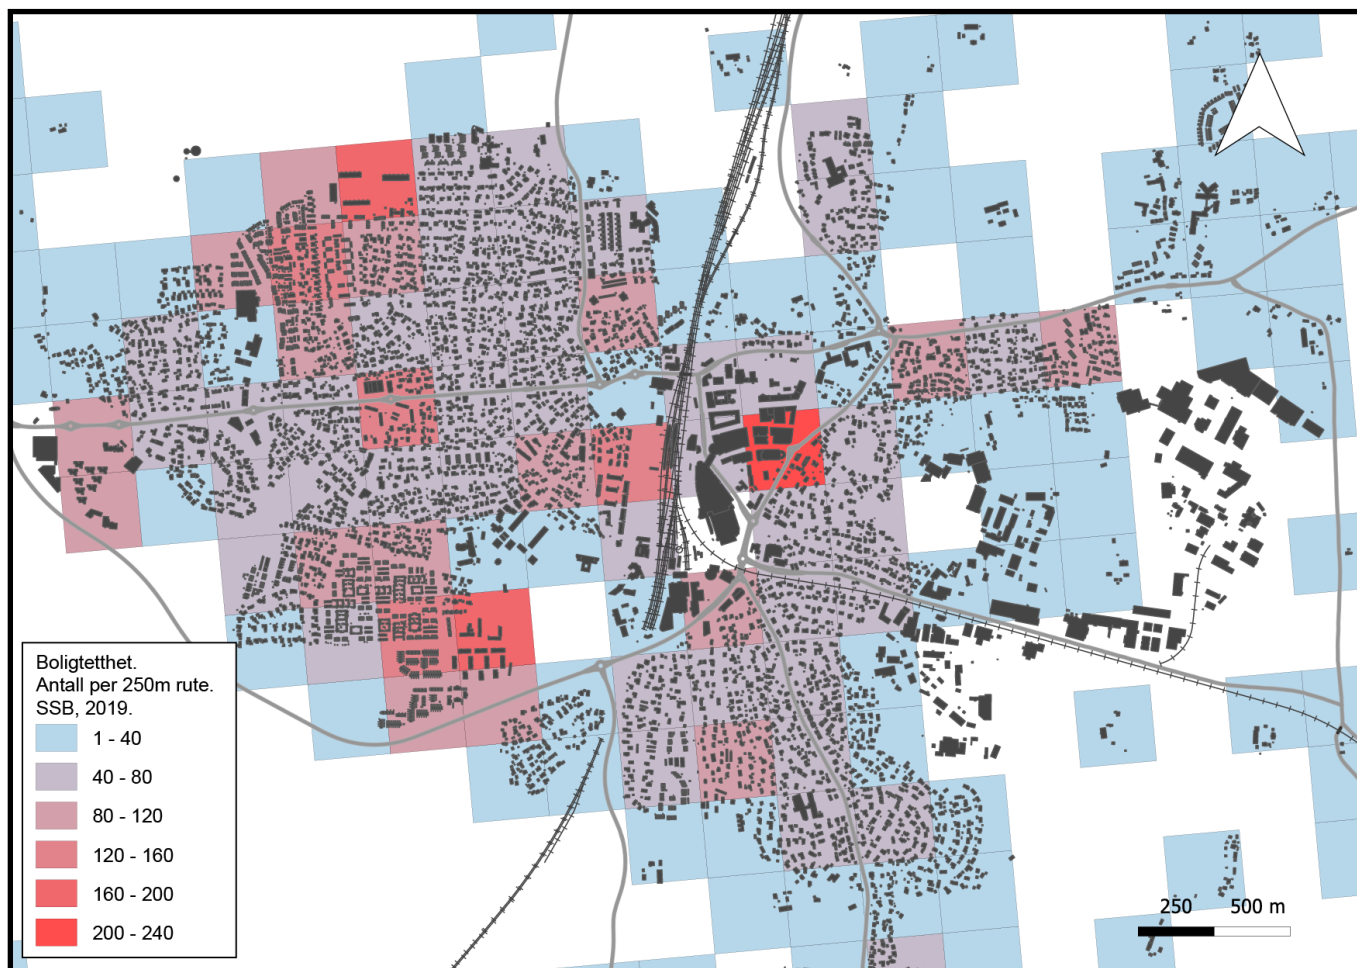 Boligtetthet.
Antall per 250m rute.
SSB, 2019.
1 - 40
40 - 80
80 - 120
120 - 160
160 - 200
200 - 240
250 500 m